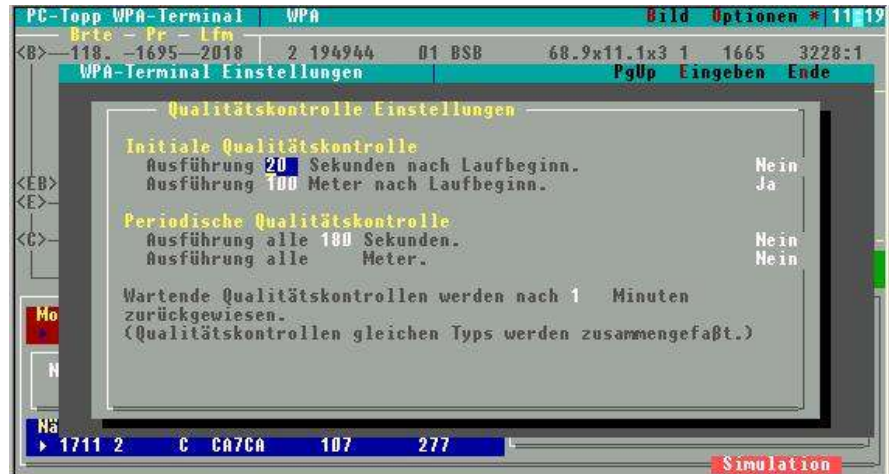 PC-Topp WPA-Terminal WPA Bild Optionen * 11:19
Brte - Pr - Lfm
<B>—118. -1695—2018 2 194944 01 BSB 68.9x11.1x3 1 1665 3228:1
WPA-Terminal Einstellungen PgUp Eingeben Ende
Qualitätskontrolle Einstellungen
Initiale Qualitätskontrolle
Ausführung 20 Sekunden nach Laufbeginn. Nein
<EB> Ausführung 100 Meter nach Laufbeginn. Ja
<E>
Periodische Qualitätskontrolle
<C> Ausführung alle 180 Sekunden. Nein
Ausführung alle Meter. Nein
Wartende Qualitätskontrollen werden nach 1 Minuten
Mo zurückgewiesen.
(Qualitätskontrollen gleichen Typs werden zusammengefaßt.)
N
Nä
1711 2 C CA7CA 107 277
Simulation